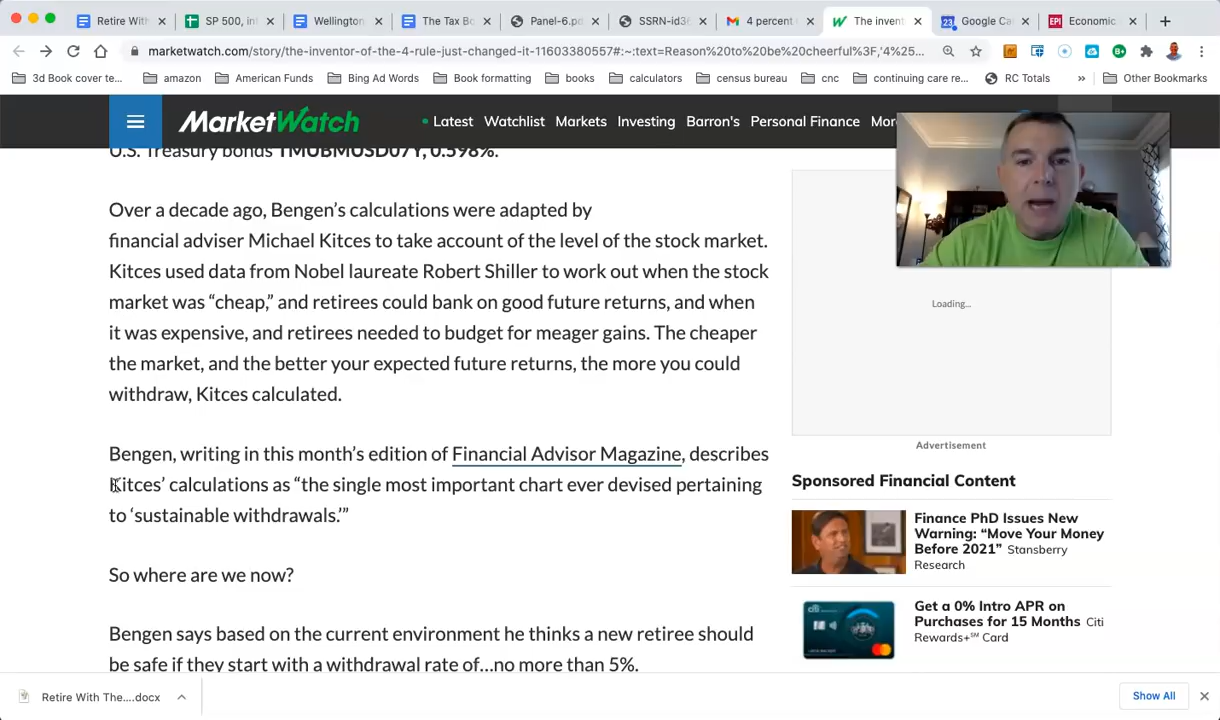 Retire With
SP 500, inf
Wellington
The Tax Bo
Panel-6.pd
SSRN-id36
4 percent
The invent
Google Ca
Economic
marketwatch.com/story/the-inventor-of-the-4-rule-just-changed-it-11603380557#:~:text=Reason%20to%20be%20cheerful%3F,'4%25...
3d Book cover te...
amazon
American Funds
Bing Ad Words
Book formatting
books
calculators
census bureau
cnc
continuing care re...
RC Totals
»
Other Bookmarks
MarketWatch
Latest Watchlist Markets Investing Barron's Personal Finance
U.S. Treasury bonds TMUBMUSD07Y, 0.598%.
Over a decade ago, Bengen’s calculations were adapted by
financial adviser Michael Kitces to take account of the level of the stock market.
Kitces used data from Nobel laureate Robert Shiller to work out when the stock
market was “cheap,” and retirees could bank on good future returns, and when
it was expensive, and retirees needed to budget for meager gains. The cheaper
the market, and the better your expected future returns, the more you could
withdraw, Kitces calculated.
Bengen, writing in this month’s edition of Financial Advisor Magazine, describes
Kitces’ calculations as “the single most important chart ever devised pertaining
to ‘sustainable withdrawals.’”
So where are we now?
Bengen says based on the current environment he thinks a new retiree should
be safe if they start with a withdrawal rate of…no more than 5%.
Loading...
Advertisement
Sponsored Financial Content
Finance PhD Issues New
Warning: “Move Your Money
Before 2021” Stansberry
Research
Get a 0% Intro APR on
Purchases for 15 Months Citi
Rewards+℠ Card
Retire With The....docx
Show All